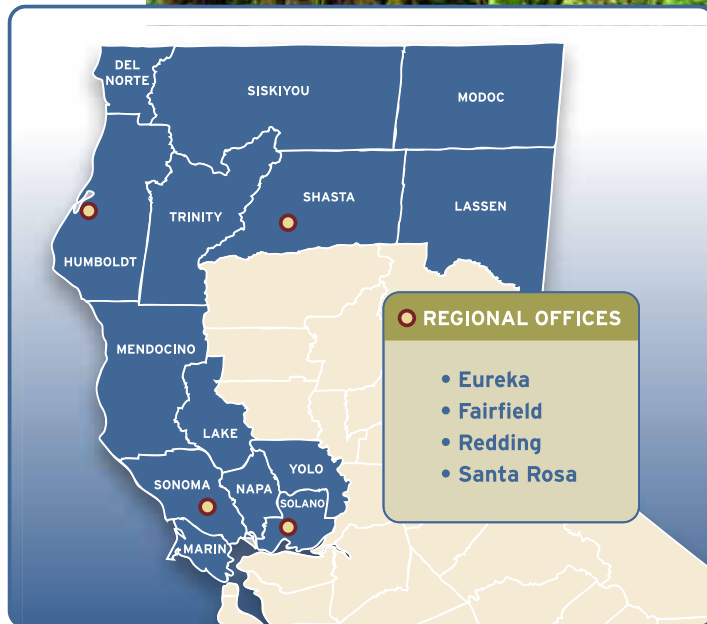 DEL
NORTE
SISKIYOU
MODOC
SHASTA
LASSEN
TRINITY
HUMBOLDT
REGIONAL OFFICES
• Eureka
• Fairfield
• Redding
• Santa Rosa
MENDOCINO
LAKE
YOLO
SONOMA
NAPA
SOLANO
MARIN